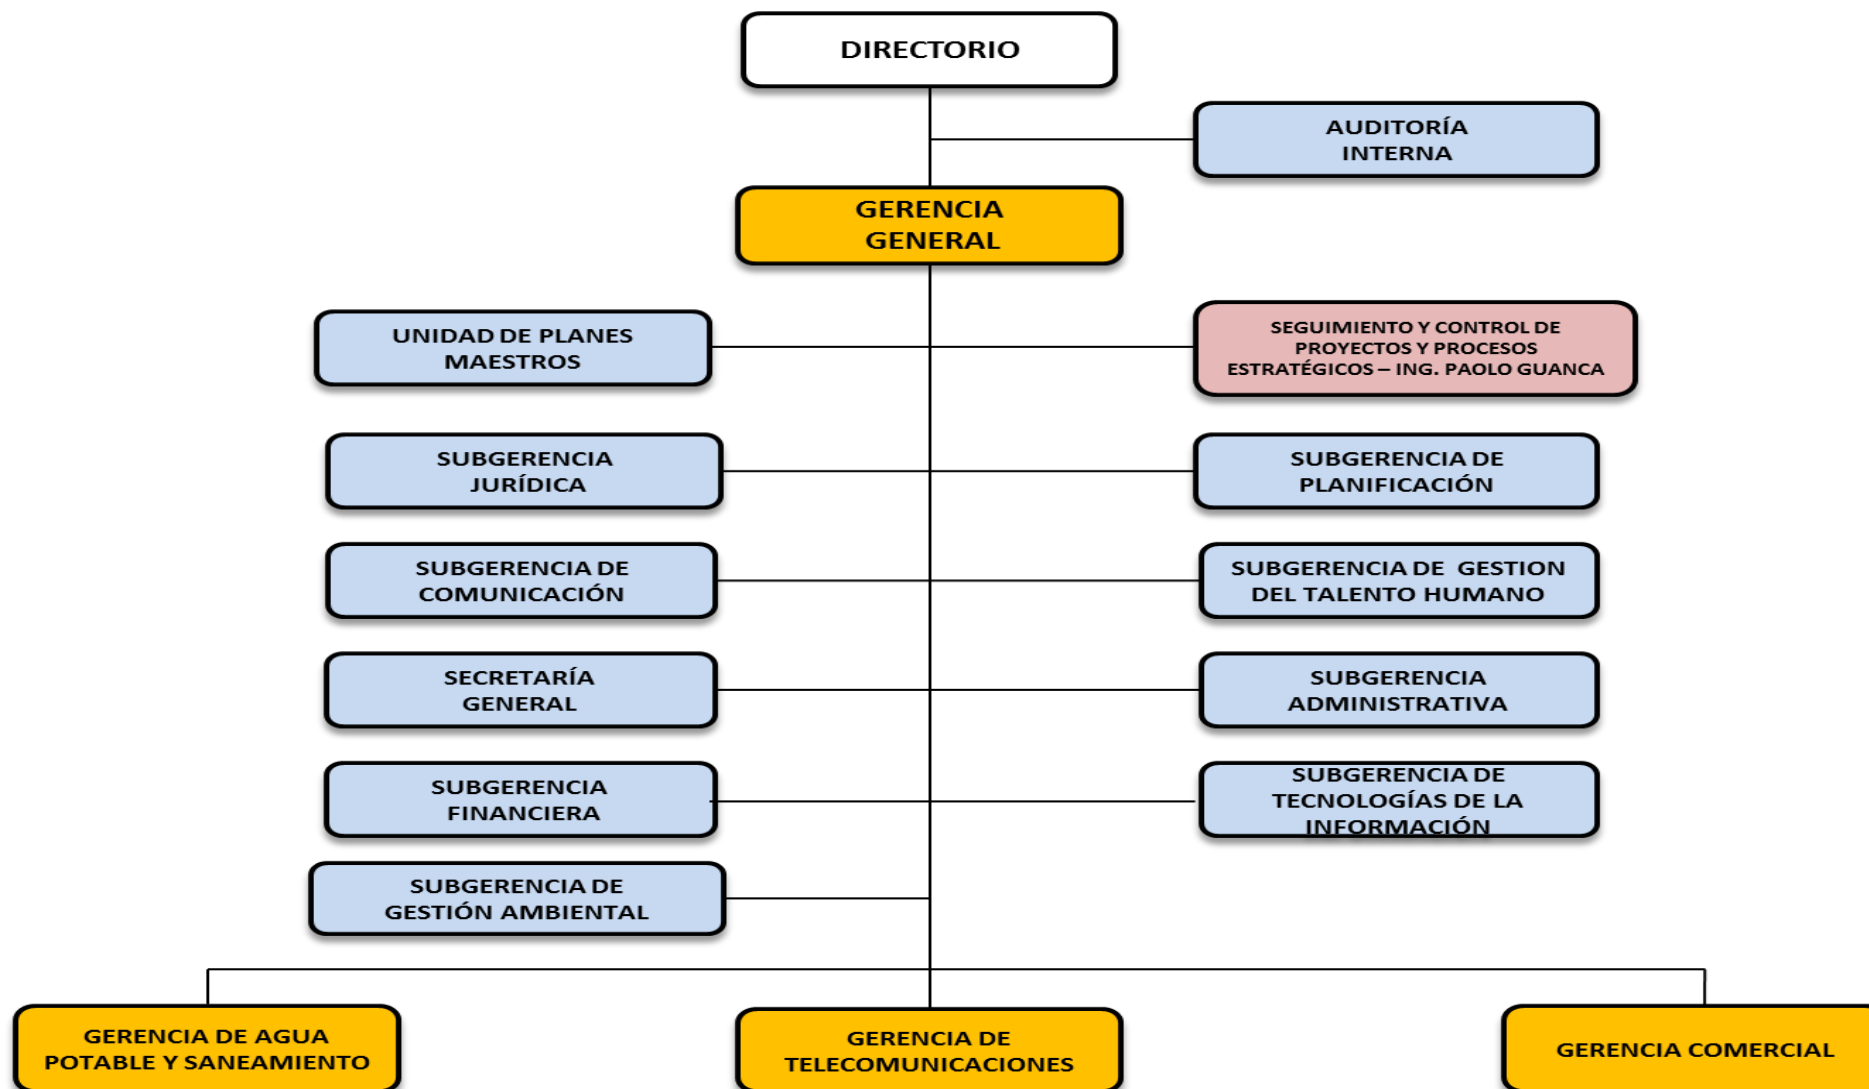 DIRECTORIO
AUDITORÍA
INTERNA
GERENCIA
GENERAL
UNIDAD DE PLANES
MAESTROS
SEGUIMIENTO Y CONTROL DE
PROYECTOS Y PROCESOS
ESTRATÉGICOS – ING. PAOLO GUANCA
SUBGERENCIA
JURÍDICA
SUBGERENCIA DE
PLANIFICACIÓN
SUBGERENCIA DE
COMUNICACIÓN
SUBGERENCIA DE GESTION
DEL TALENTO HUMANO
SECRETARÍA
GENERAL
SUBGERENCIA
ADMINISTRATIVA
SUBGERENCIA
FINANCIERA
SUBGERENCIA DE
TECNOLOGÍAS DE LA
INFORMACIÓN
SUBGERENCIA DE
GESTIÓN AMBIENTAL
GERENCIA DE AGUA
POTABLE Y SANEAMIENTO
GERENCIA DE
TELECOMUNICACIONES
GERENCIA COMERCIAL